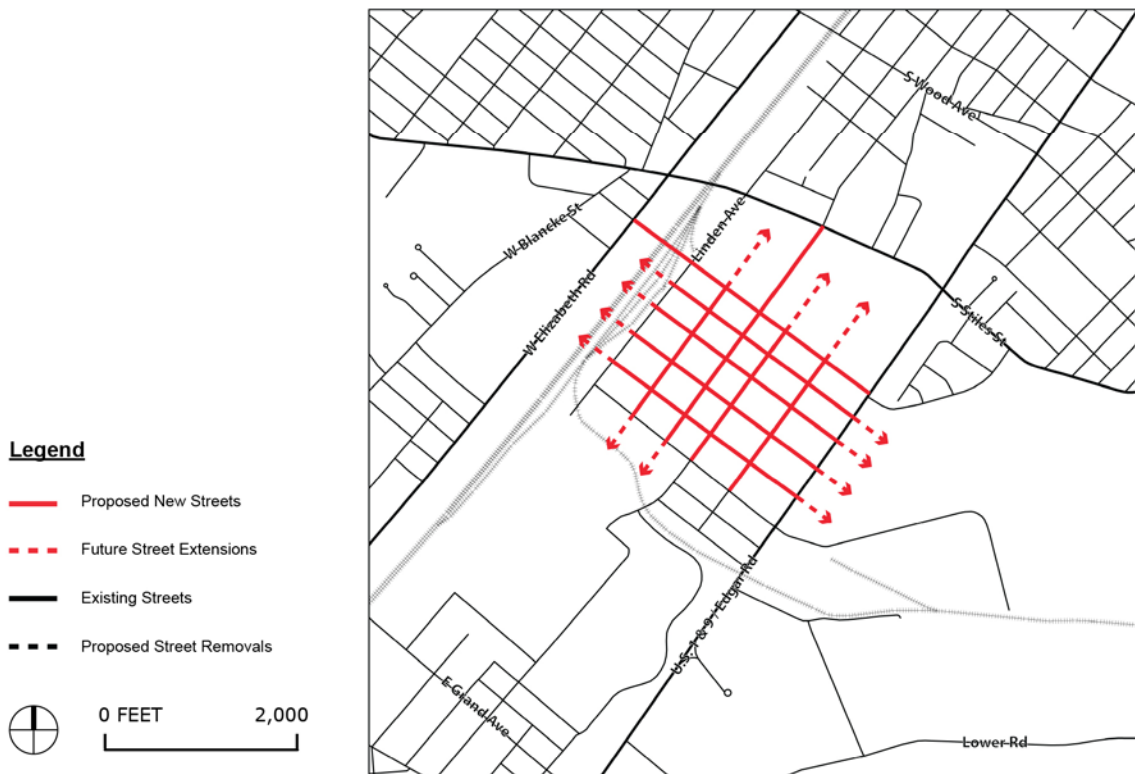 S Wood Ave
W Blancke St
Linden Ave
W Elizabeth Rd
S Stiles St
Legend
Proposed New Streets
Future Street Extensions
Existing Streets
Proposed Street Removals
U.S. 1 & 9 / Edgar Rd
E Grand Ave
0 FEET 2,000
Lower Rd